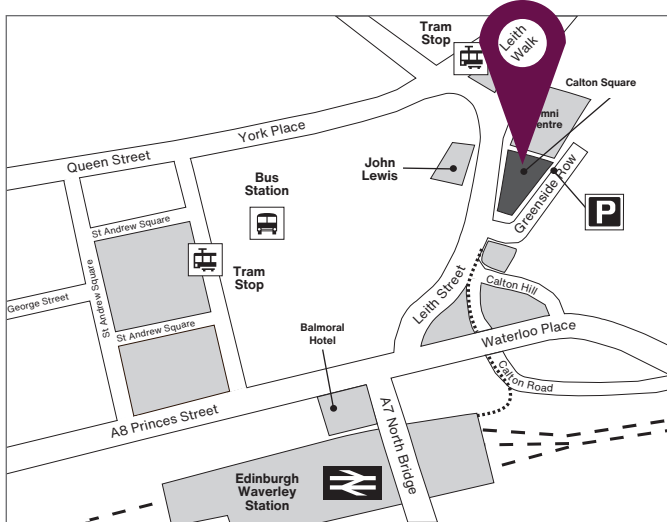 Tram
Stop
Leith
Walk
Calton Square
Omni
Centre
York Place
Queen Street
John
Lewis
Bus
Station
Greenside Row
P
St Andrew Square
Tram
Stop
St Andrew Square
George Street
Leith Street
Calton Hill
St Andrew Square
Balmoral
Hotel
Waterloo Place
Calton Road
A8 Princes Street
A7 North Bridge
Edinburgh
Waverley
Station